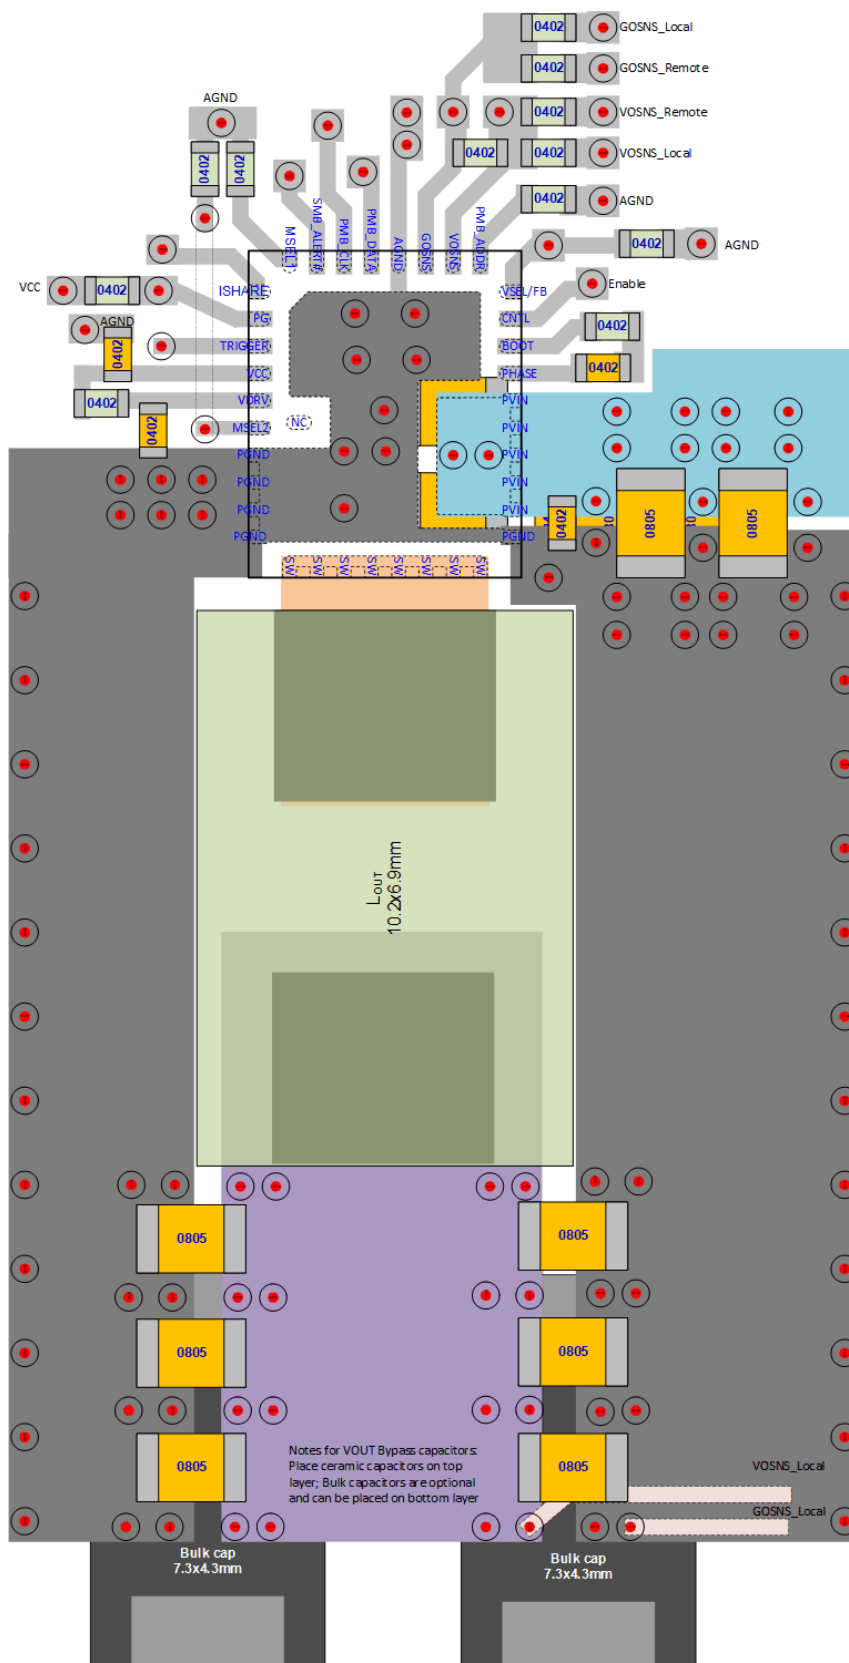 0402 GOSNS_Local
0402 GOSNS_Remote
AGND
0402 VOSNS_Remote
0402 0402 0402 0402 VOSNS_Local
0402 AGND
MSEL1 SMB_ALERT# PMB_CLK PMB_DATA AGND GOSNS VOSNS PMB_ADDR
0402 AGND
VCC 0402 ISHARE VSEL/FB Enable
PG CNTL
AGND 0402 TRIGGER BOOT 0402
VCC PHASE 0402
0402 VDRV PVIN
0402 MSEL2 NC PVIN
PGND PVIN
PGND PVIN
PGND PVIN 0402 0805 0805
PGND PGND
SW SW SW SW SW SW SW SW
LOUT
10.2x6.9mm
0805 0805
0805 0805
Notes for VOUT Bypass capacitors:
Place ceramic capacitors on top
layer; Bulk capacitors are optional
and can be placed on bottom layer
0805 0805 VOSNS_Local
GOSNS_Local
Bulk cap
7.3x4.3mm
Bulk cap
7.3x4.3mm